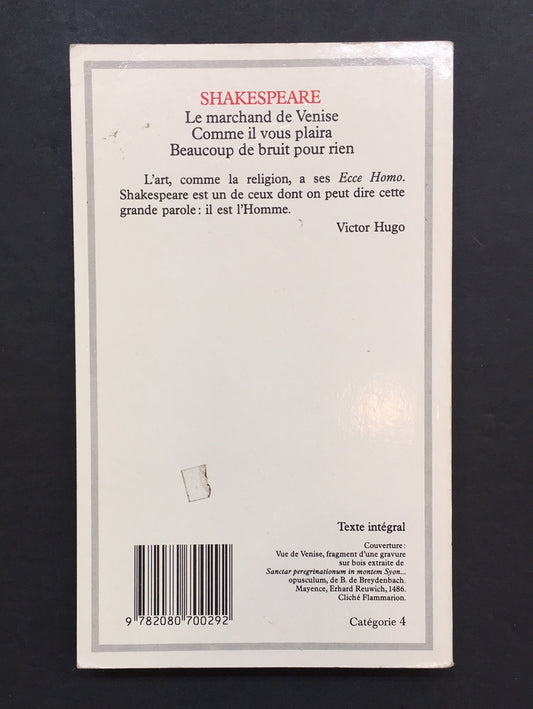 SHAKESPEARE
Le marchand de Venise
Comme il vous plaira
Beaucoup de bruit pour rien
L'art, comme la religion, a ses Ecce Homo.
Shakespeare est un de ceux dont on peut dire cette
grande parole : il est l'Homme.
Victor Hugo
Texte intégral
Couverture :
Vue de Venise, fragment d'une gravure
sur bois extraite de
Sanctar peregrinationum in montem Syon...
opusculum, de B. de Breydenbach.
Mayence, Erhard Reuwich, 1486.
Cliché Flammarion.
9 782080 700292
Catégorie 4